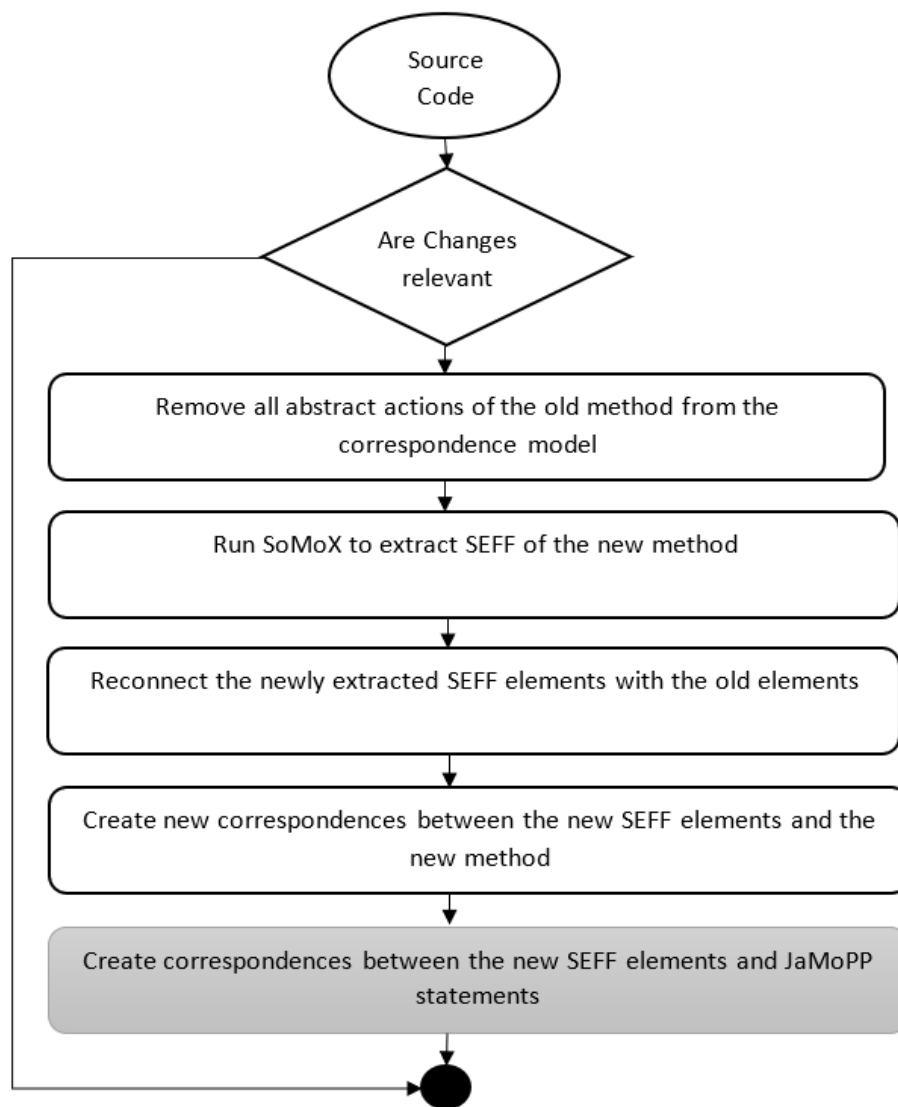 Source
Code
Are Changes
relevant
Remove all abstract actions of the old method from the
correspondence model
Run SoMoX to extract SEFF of the new method
Reconnect the newly extracted SEFF elements with the old elements
Create new correspondences between the new SEFF elements and the
new method
Create correspondences between the new SEFF elements and JaMoPP
statements